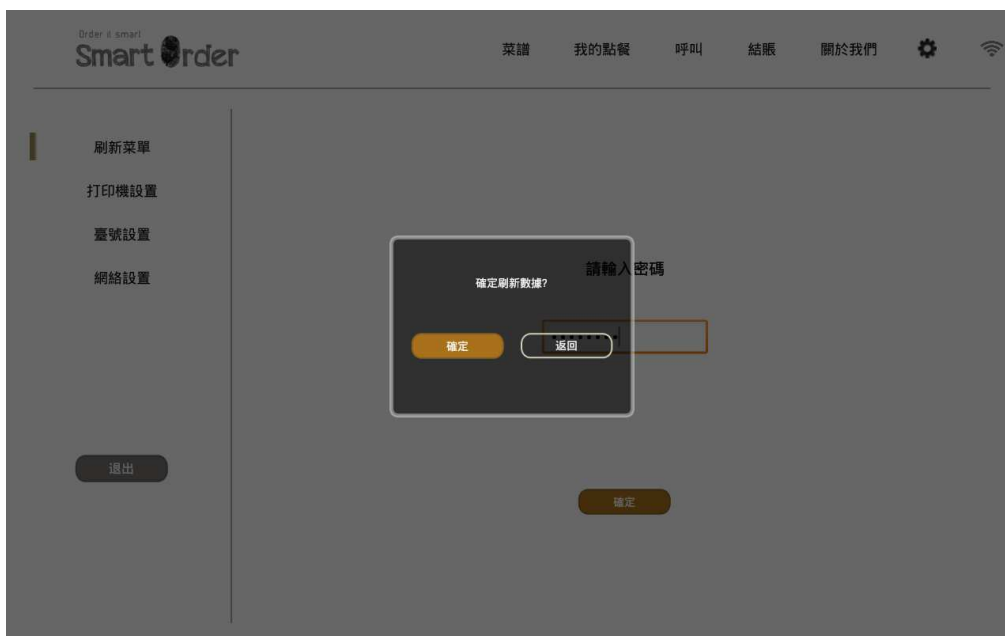 Order it smart
Smart Order
菜譜 我的點餐 呼叫 結賬 關於我們
刷新菜單
打印機設置
臺號設置
網絡設置
請輸入密碼
確定刷新數據?
確定 返回
退出
確定